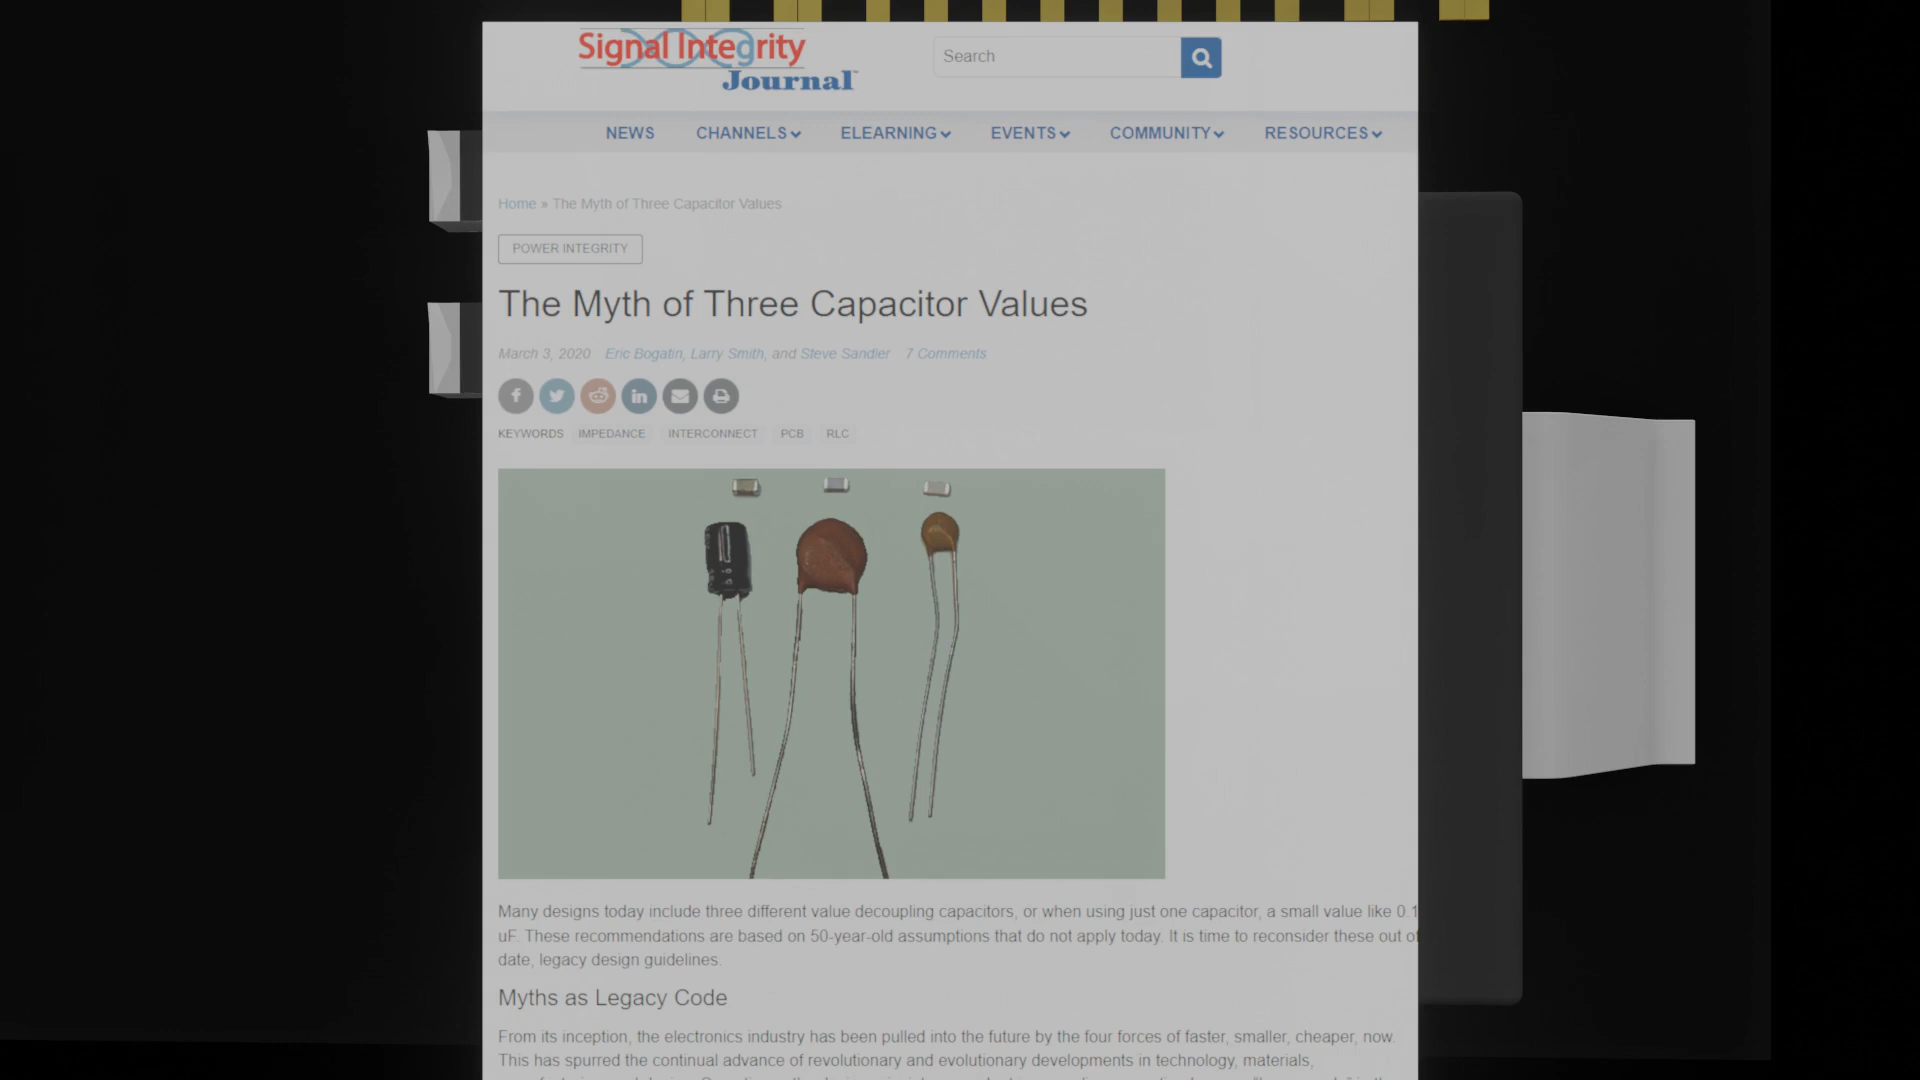 Signal Integrity
Journal™
Search
NEWS CHANNELS ELEARNING EVENTS COMMUNITY RESOURCES
Home » The Myth of Three Capacitor Values
POWER INTEGRITY
The Myth of Three Capacitor Values
March 3, 2020 Eric Bogatin, Larry Smith, and Steve Sandler 7 Comments
KEYWORDS IMPEDANCE INTERCONNECT PCB RLC
Many designs today include three different value decoupling capacitors, or when using just one capacitor, a small value like 0.1
uF. These recommendations are based on 50-year-old assumptions that do not apply today. It is time to reconsider these out of
date, legacy design guidelines.
Myths as Legacy Code
From its inception, the electronics industry has been pulled into the future by the four forces of faster, smaller, cheaper, now.
This has spurred the continual advance of revolutionary and evolutionary developments in technology, materials,